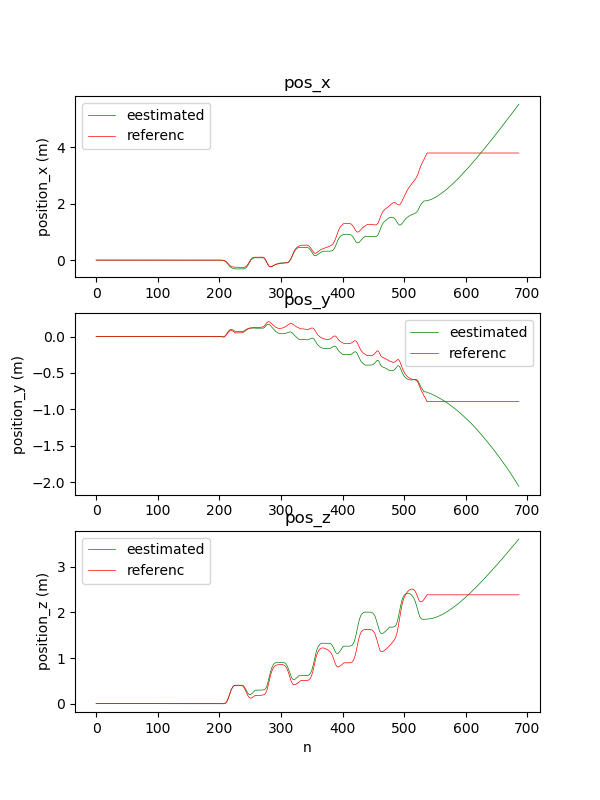 pos_x
eestimated
referenc
position_x (m)
4
2
0
0 100 200 300 400 500 600 700
pos_y
eestimated
referenc
position_y (m)
0.0
−0.5
−1.0
−1.5
−2.0
0 100 200 300 400 500 600 700
pos_z
eestimated
referenc
position_z (m)
3
2
1
0
0 100 200 300 400 500 600 700
n